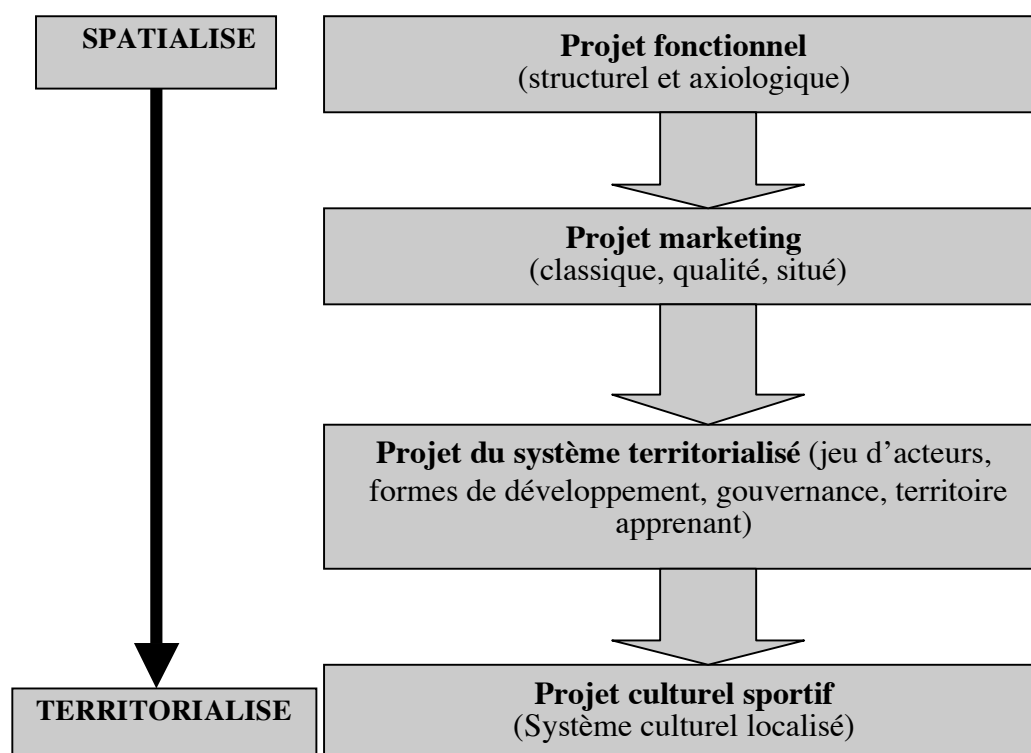 SPATIALISE
Projet fonctionnel
(structurel et axiologique)
Projet marketing
(classique, qualité, situé)
Projet du système territorialisé (jeu d’acteurs,
formes de développement, gouvernance, territoire
apprenant)
TERRITORIALISE
Projet culturel sportif
(Système culturel localisé)